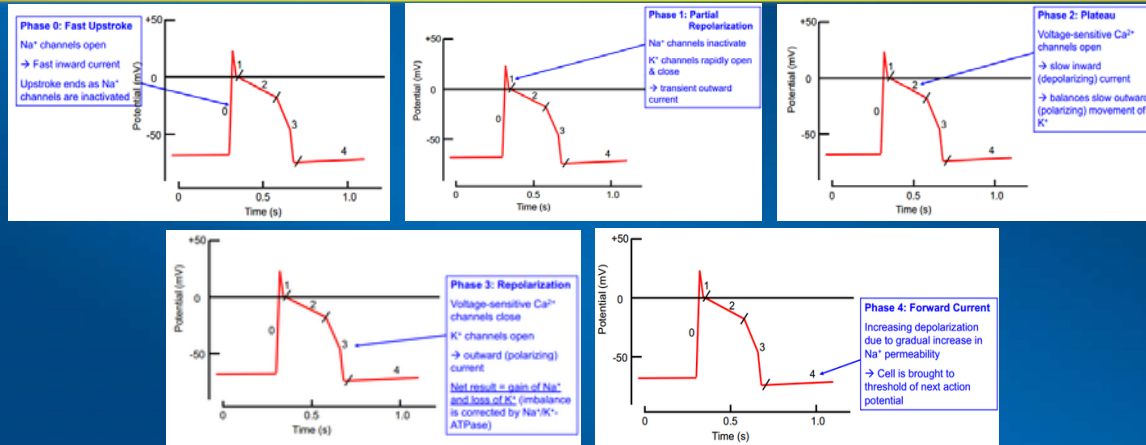 Phase 0: Fast Upstroke
Na⁺ channels open
→ Fast inward current
Upstroke ends as Na⁺
channels are inactivated
+50
0
-50
Potential (mV)
0
1
2
3
4
0 0.5 1.0
Time (s)
Phase 1: Partial
Repolarization
Na⁺ channels inactivate
K⁺ channels rapidly open
& close
→ transient outward
current
+50
0
-50
Potential (mV)
0
1
2
3
4
0 0.5 1.0
Time (s)
Phase 2: Plateau
Voltage-sensitive Ca²⁺
channels open
→ slow inward
(depolarizing) current
→ balances slow outward
(polarizing) movement of
K⁺
+50
0
-50
Potential (mV)
0
1
2
3
4
0 0.5 1.0
Time (s)
Phase 3: Repolarization
Voltage-sensitive Ca²⁺
channels close
K⁺ channels open
→ outward (polarizing)
current
Net result = gain of Na⁺
and loss of K⁺ (imbalance
is corrected by Na⁺/K⁺-
ATPase)
+50
0
-50
Potential (mV)
0
1
2
3
4
0 0.5 1.0
Time (s)
Phase 4: Forward Current
Increasing depolarization
due to gradual increase in
Na⁺ permeability
→ Cell is brought to
threshold of next action
potential
+50
0
-50
Potential (mV)
0
1
2
3
4
0 0.5 1.0
Time (s)